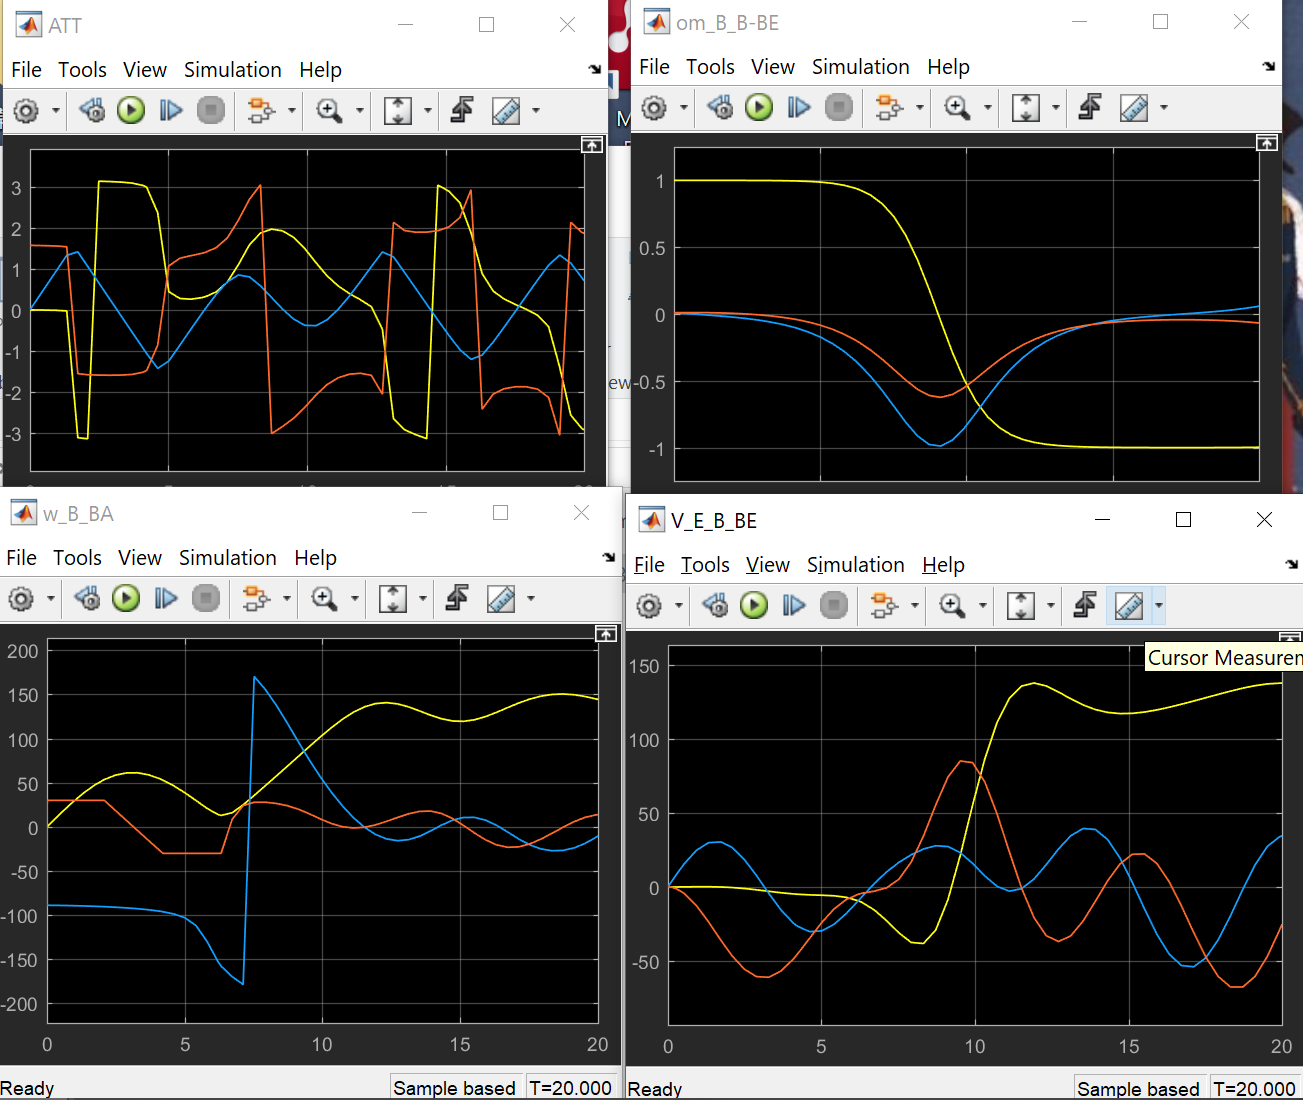 ATT
File Tools View Simulation Help
3
2
1
0
-1
-2
-3
om_B_B-BE
File Tools View Simulation Help
1
0.5
0
-0.5
-1
w_B_BA
File Tools View Simulation Help
200
150
100
50
0
-50
-100
-150
-200
0 5 10 15 20
Ready Sample based T=20.000
V_E_B_BE
File Tools View Simulation Help
Cursor Measurem
150
100
50
0
-50
0 5 10 15 20
Ready Sample based T=20.000